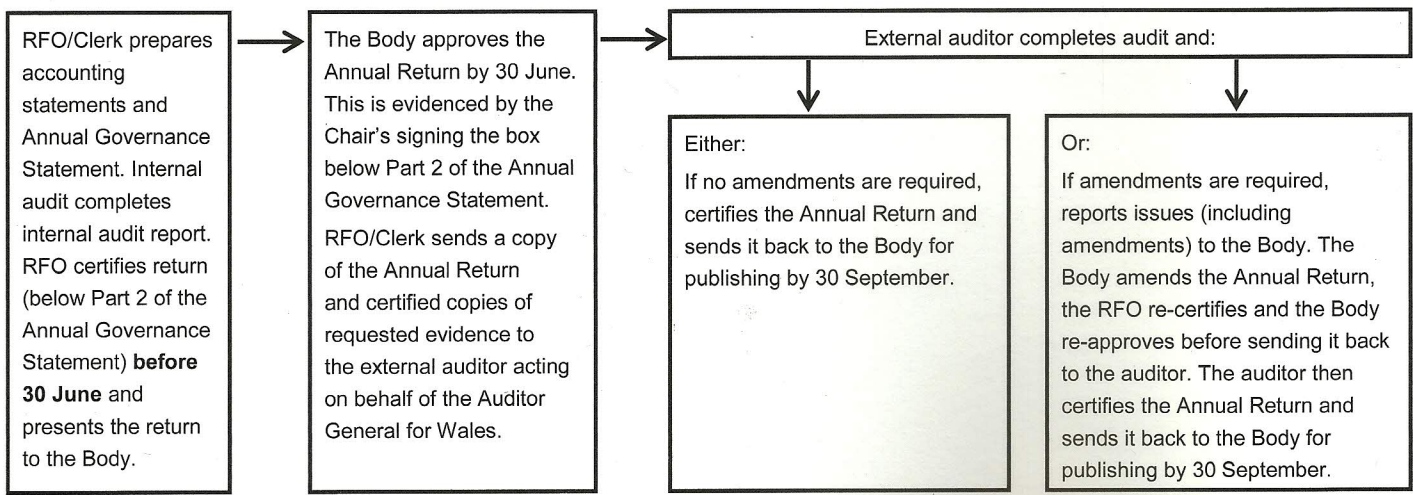 RFO/Clerk prepares
accounting
statements and
Annual Governance
Statement. Internal
audit completes
internal audit report.
RFO certifies return
(below Part 2 of the
Annual Governance
Statement) before
30 June and
presents the return
to the Body.
The Body approves the
Annual Return by 30 June.
This is evidenced by the
Chair's signing the box
below Part 2 of the Annual
Governance Statement.
RFO/Clerk sends a copy
of the Annual Return
and certified copies of
requested evidence to
the external auditor acting
on behalf of the Auditor
General for Wales.
External auditor completes audit and:
Either:
If no amendments are required,
certifies the Annual Return and
sends it back to the Body for
publishing by 30 September.
Or:
If amendments are required,
reports issues (including
amendments) to the Body. The
Body amends the Annual Return,
the RFO re-certifies and the Body
re-approves before sending it back
to the auditor. The auditor then
certifies the Annual Return and
sends it back to the Body for
publishing by 30 September.